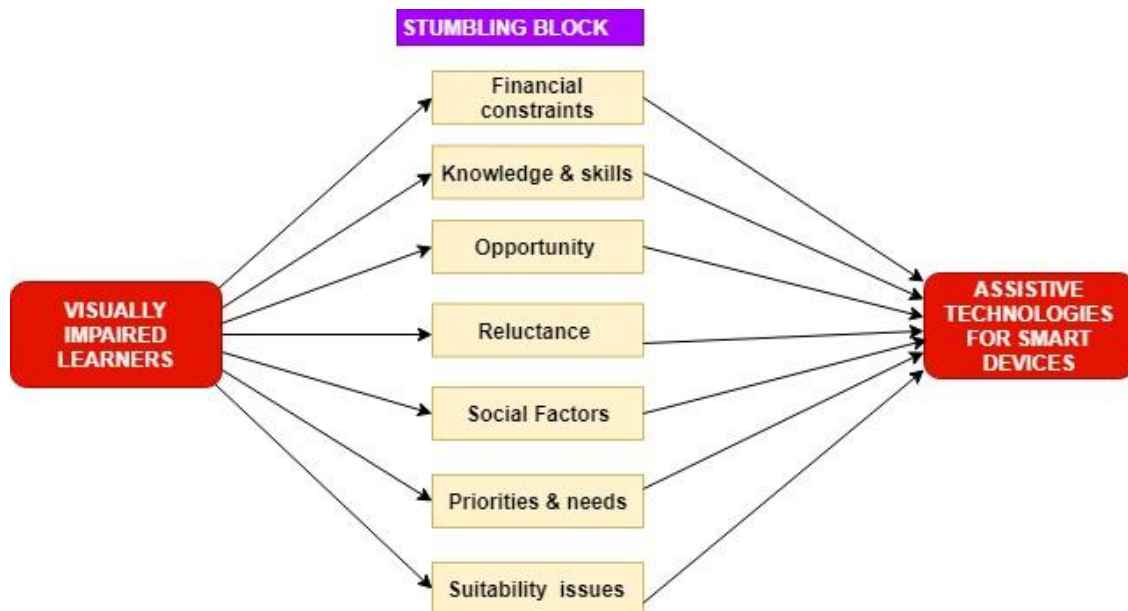 STUMBLING BLOCK
Financial
constraints
Knowledge & skills
Opportunity
Reluctance
Social Factors
Priorities & needs
Suitability issues
VISUALLY
IMPAIRED
LEARNERS
ASSISTIVE
TECHNOLOGIES
FOR SMART
DEVICES